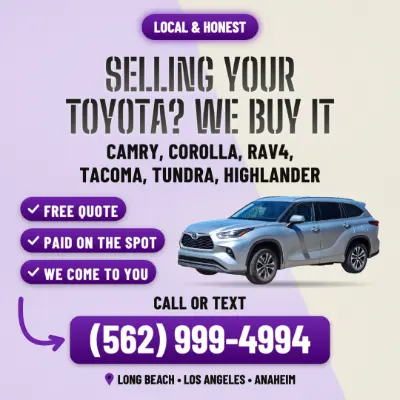 LOCAL & HONEST
SELLING YOUR
TOYOTA? WE BUY IT
CAMRY, COROLLA, RAV4,
TACOMA, TUNDRA, HIGHLANDER
FREE QUOTE
PAID ON THE SPOT
WE COME TO YOU
CALL OR TEXT
(562) 999-4994
LONG BEACH • LOS ANGELES • ANAHEIM